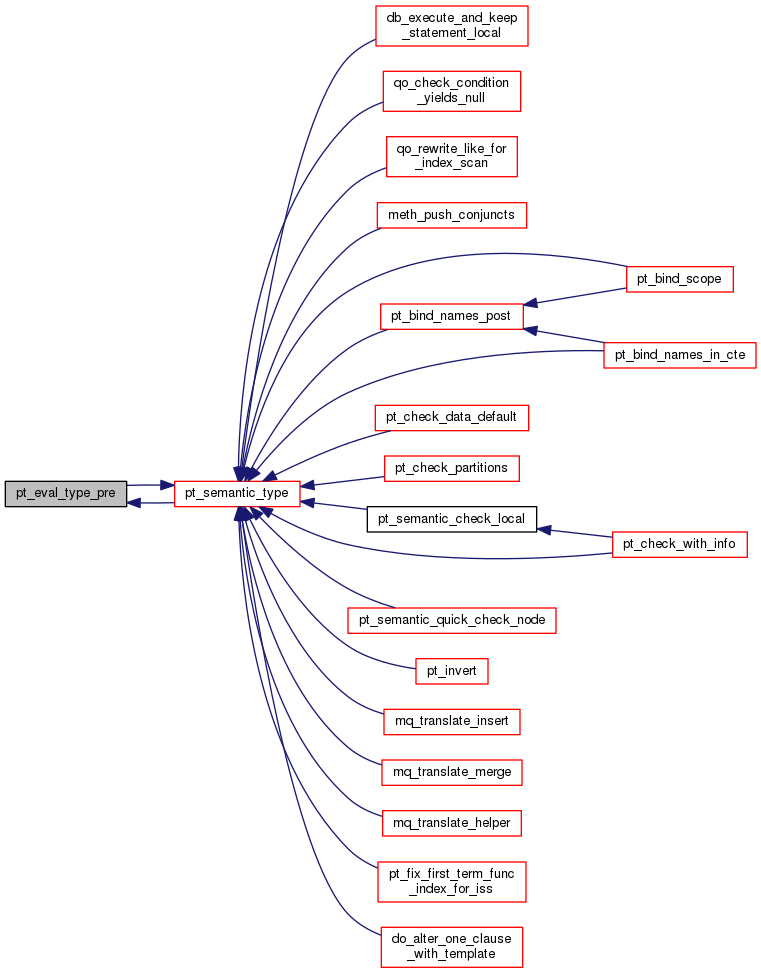 db_execute_and_keep
_statement_local
qo_check_condition
_yields_null
qo_rewrite_like_for
_index_scan
meth_push_conjuncts
pt_bind_scope
pt_bind_names_post
pt_bind_names_in_cte
pt_check_data_default
pt_check_partitions
pt_eval_type_pre
pt_semantic_type
pt_semantic_check_local
pt_check_with_info
pt_semantic_quick_check_node
pt_invert
mq_translate_insert
mq_translate_merge
mq_translate_helper
pt_fix_first_term_func
_index_for_iss
do_alter_one_clause
_with_template